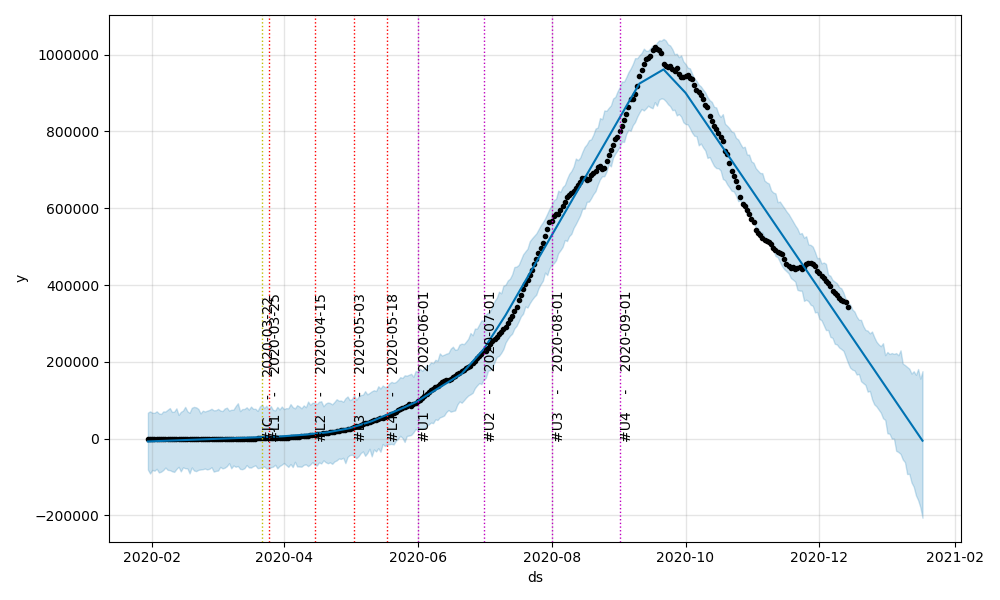 1000000
800000
600000
400000
200000
0
−200000
y
#JC - 2020-03-22
#L1 - 2020-03-25
#L2 - 2020-04-15
#L3 - 2020-05-03
#L4 - 2020-05-18
#U1 - 2020-06-01
#U2 - 2020-07-01
#U3 - 2020-08-01
#U4 - 2020-09-01
2020-02
2020-04
2020-06
2020-08
2020-10
2020-12
2021-02
ds